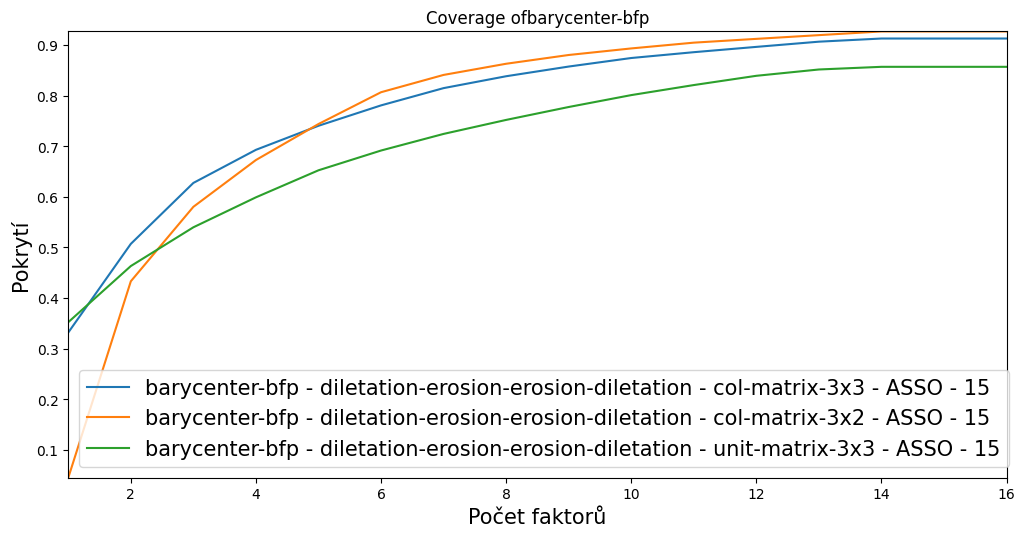 Coverage ofbarycenter-bfp
Pokrytí
0.9
0.8
0.7
0.6
0.5
0.4
0.3
0.2
0.1
barycenter-bfp - diletation-erosion-erosion-diletation - col-matrix-3x3 - ASSO - 15
barycenter-bfp - diletation-erosion-erosion-diletation - col-matrix-3x2 - ASSO - 15
barycenter-bfp - diletation-erosion-erosion-diletation - unit-matrix-3x3 - ASSO - 15
2 4 6 8 10 12 14 16
Počet faktorů